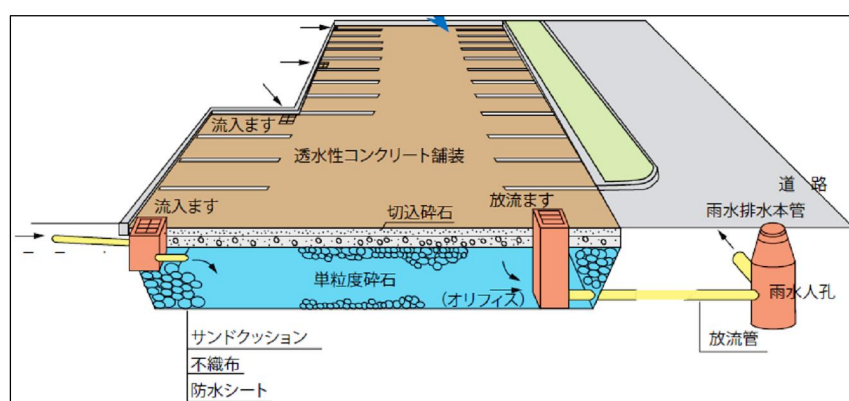 流入ます
透水性コンクリート舗装
道路
流入ます
放流ます
雨水排水本管
切込砕石
単粒度砕石
(オリフィス)
雨水人孔
サンドクッション
不織布
防水シート
放流管